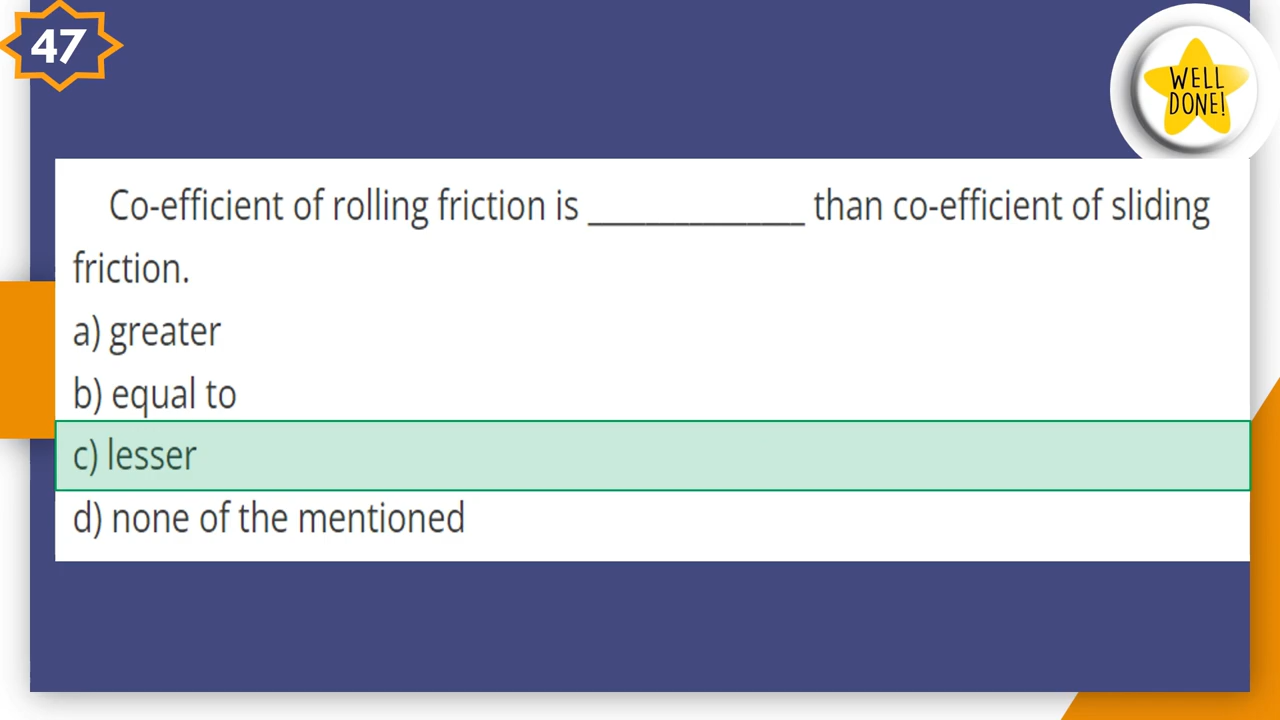 47
WELL
DONE!
Co-efficient of rolling friction is _______________ than co-efficient of sliding
friction.
a) greater
b) equal to
c) lesser
d) none of the mentioned